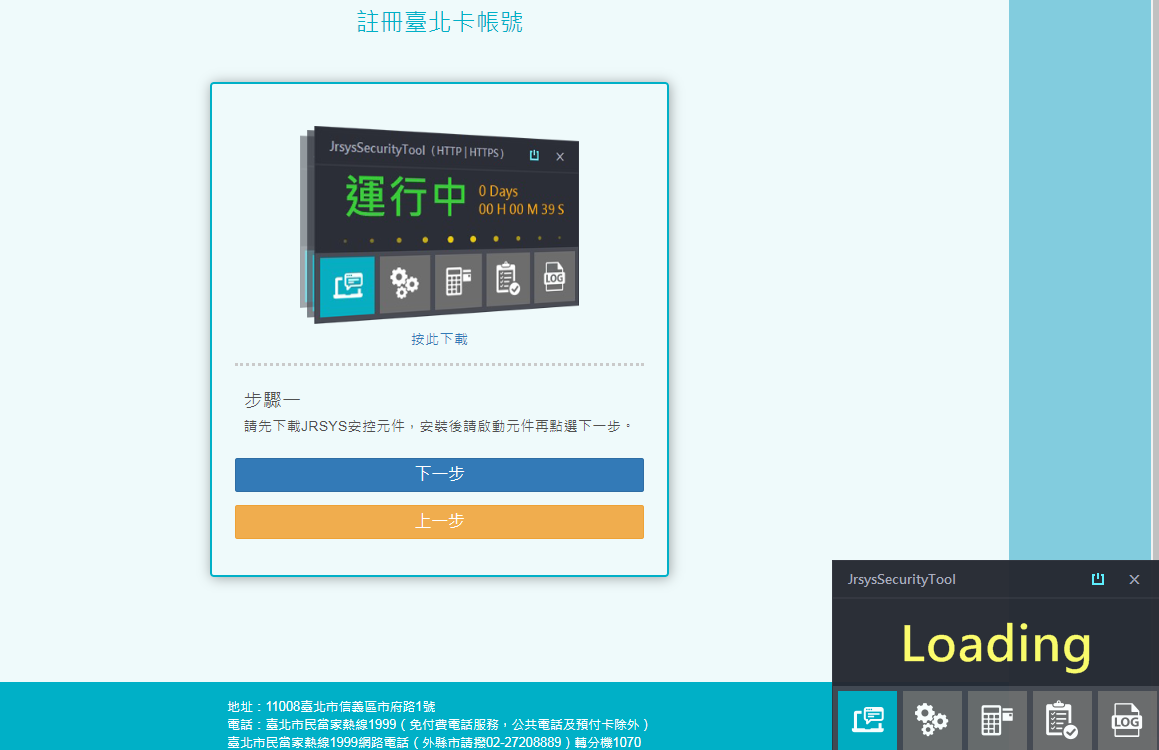 註冊臺北卡帳號
JrsysSecurityTool (HTTP | HTTPS)
運行中
0 Days
00 H 00 M 39 S
LOG
按此下載
步驟一
請先下載JRSYS安控元件，安裝後請啟動元件再點選下一步。
下一步
上一步
JrsysSecurityTool
Loading
LOG
地址：11008臺北市信義區市府路1號
電話：臺北市民當家熱線1999（免付費電話服務，公共電話及預付卡除外）
臺北市民當家熱線1999網路電話（外縣市請撥02-27208889）轉分機1070